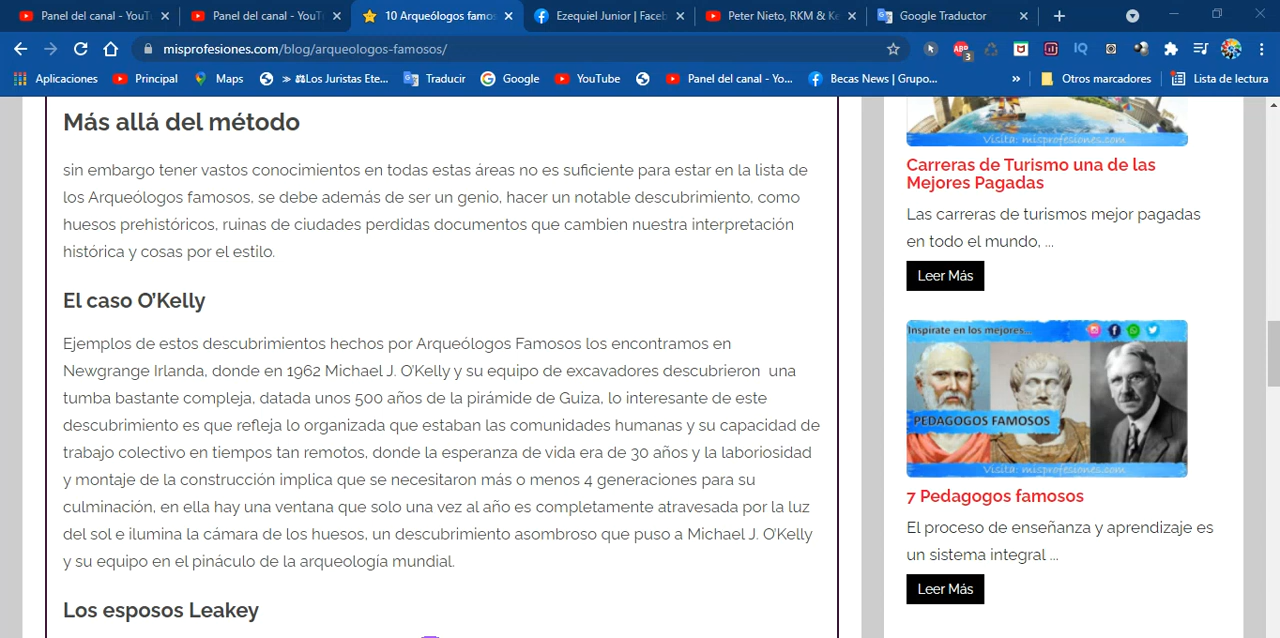 Panel del canal - YouT
Panel del canal - YouTu
10 Arqueólogos famos
Ezequiel Junior | Faceb
Peter Nieto, RKM & Ke
Google Traductor
misprofesiones.com/blog/arqueologos-famosos/
ABP
3
IQ
Aplicaciones
Principal
Maps
» ⚖Los Juristas Ete...
Traducir
Google
YouTube
Panel del canal - Yo...
Becas News | Grupo...
»
Otros marcadores
Lista de lectura
Más allá del método
sin embargo tener vastos conocimientos en todas estas áreas no es suficiente para estar en la lista de
los Arqueólogos famosos, se debe además de ser un genio, hacer un notable descubrimiento, como
huesos prehistóricos, ruinas de ciudades perdidas documentos que cambien nuestra interpretación
histórica y cosas por el estilo.
El caso O'Kelly
Ejemplos de estos descubrimientos hechos por Arqueólogos Famosos los encontramos en
Newgrange Irlanda, donde en 1962 Michael J. O'Kelly y su equipo de excavadores descubrieron una
tumba bastante compleja, datada unos 500 años de la pirámide de Guiza, lo interesante de este
descubrimiento es que refleja lo organizada que estaban las comunidades humanas y su capacidad de
trabajo colectivo en tiempos tan remotos, donde la esperanza de vida era de 30 años y la laboriosidad
y montaje de la construcción implica que se necesitaron más o menos 4 generaciones para su
culminación, en ella hay una ventana que solo una vez al año es completamente atravesada por la luz
del sol e ilumina la cámara de los huesos, un descubrimiento asombroso que puso a Michael J. O'Kelly
y su equipo en el pináculo de la arqueología mundial.
Los esposos Leakey
Visita: misprofesiones.com
Carreras de Turismo una de las
Mejores Pagadas
Las carreras de turismos mejor pagadas
en todo el mundo, ...
Leer Más
Inspirate en los mejores...
PEDAGOGOS FAMOSOS
Visita: misprofesiones.com
7 Pedagogos famosos
El proceso de enseñanza y aprendizaje es
un sistema integral ...
Leer Más